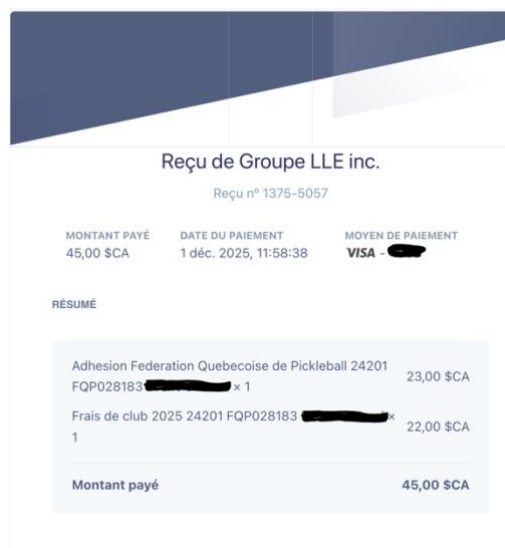 Reçu de Groupe LLE inc.
Reçu nº 1375-5057
MONTANT PAYÉ DATE DU PAIEMENT MOYEN DE PAIEMENT
45,00 $CA 1 déc. 2025, 11:58:38 VISA -
RÉSUMÉ
Adhesion Federation Quebecoise de Pickleball 24201
FQP028183 × 1 23,00 $CA
Frais de club 2025 24201 FQP028183 ×
1 22,00 $CA
Montant payé 45,00 $CA